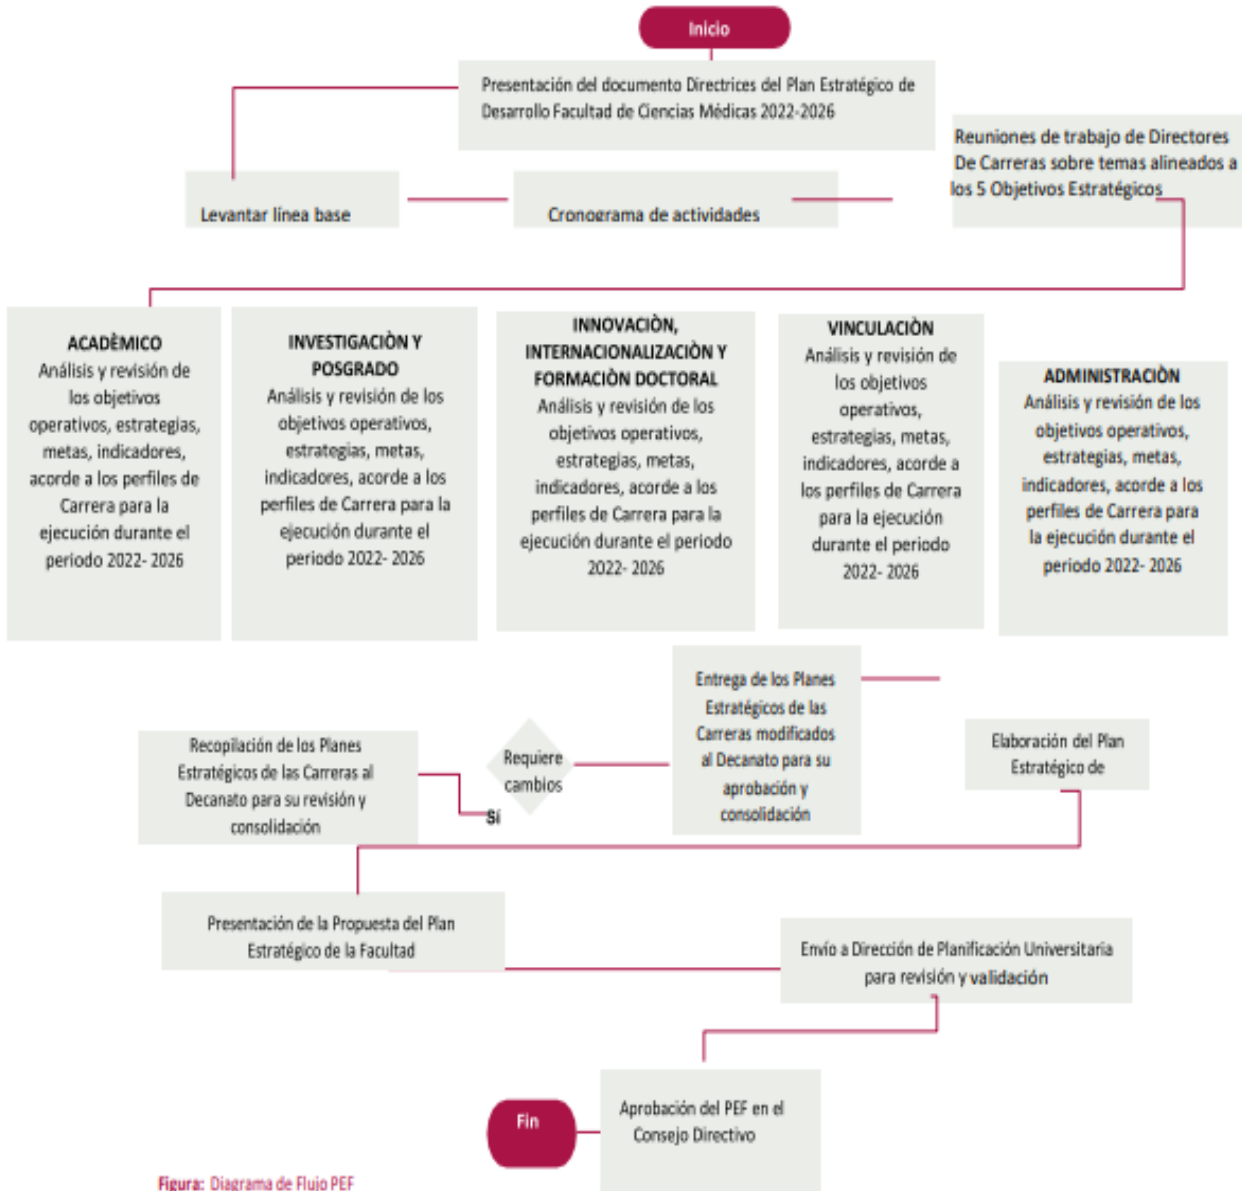 Inicio
Presentación del documento Directrices del Plan Estratégico de
Desarrollo Facultad de Ciencias Médicas 2022-2026
Reuniones de trabajo de Directores
De Carreras sobre temas alineados a
los 5 Objetivos Estratégicos
Levantar línea base
Cronograma de actividades
ACADÈMICO
Análisis y revisión de
los objetivos
operativos, estrategias,
metas, indicadores,
acorde a los perfiles de
Carrera para la
ejecución durante el
periodo 2022- 2026
INVESTIGACIÒN Y
POSGRADO
Análisis y revisión de los
objetivos operativos,
estrategias, metas,
indicadores, acorde a los
perfiles de Carrera para la
ejecución durante el
periodo 2022- 2026
INNOVACIÒN,
INTERNACIONALIZACIÒN Y
FORMACIÒN DOCTORAL
Análisis y revisión de los
objetivos operativos,
estrategias, metas,
indicadores, acorde a los
perfiles de Carrera para la
ejecución durante el periodo
2022- 2026
VINCULACIÒN
Análisis y revisión de
los objetivos
operativos,
estrategias, metas,
indicadores, acorde a
los perfiles de Carrera
para la ejecución
durante el periodo
2022- 2026
ADMINISTRACIÒN
Análisis y revisión de los
objetivos operativos,
estrategias, metas,
indicadores, acorde a los
perfiles de Carrera para
la ejecución durante el
periodo 2022- 2026
Recopilación de los Planes
Estratégicos de las Carreras al
Decanato para su revisión y
consolidación
Sí
Requiere
cambios
Entrega de los Planes
Estratégicos de las
Carreras modificados
al Decanato para su
aprobación y
consolidación
Elaboración del Plan
Estratégico de
Presentación de la Propuesta del Plan
Estratégico de la Facultad
Envío a Dirección de Planificación Universitaria
para revisión y validación
Aprobación del PEF en el
Consejo Directivo
Fin
Figura: Diagrama de Flujo PEF